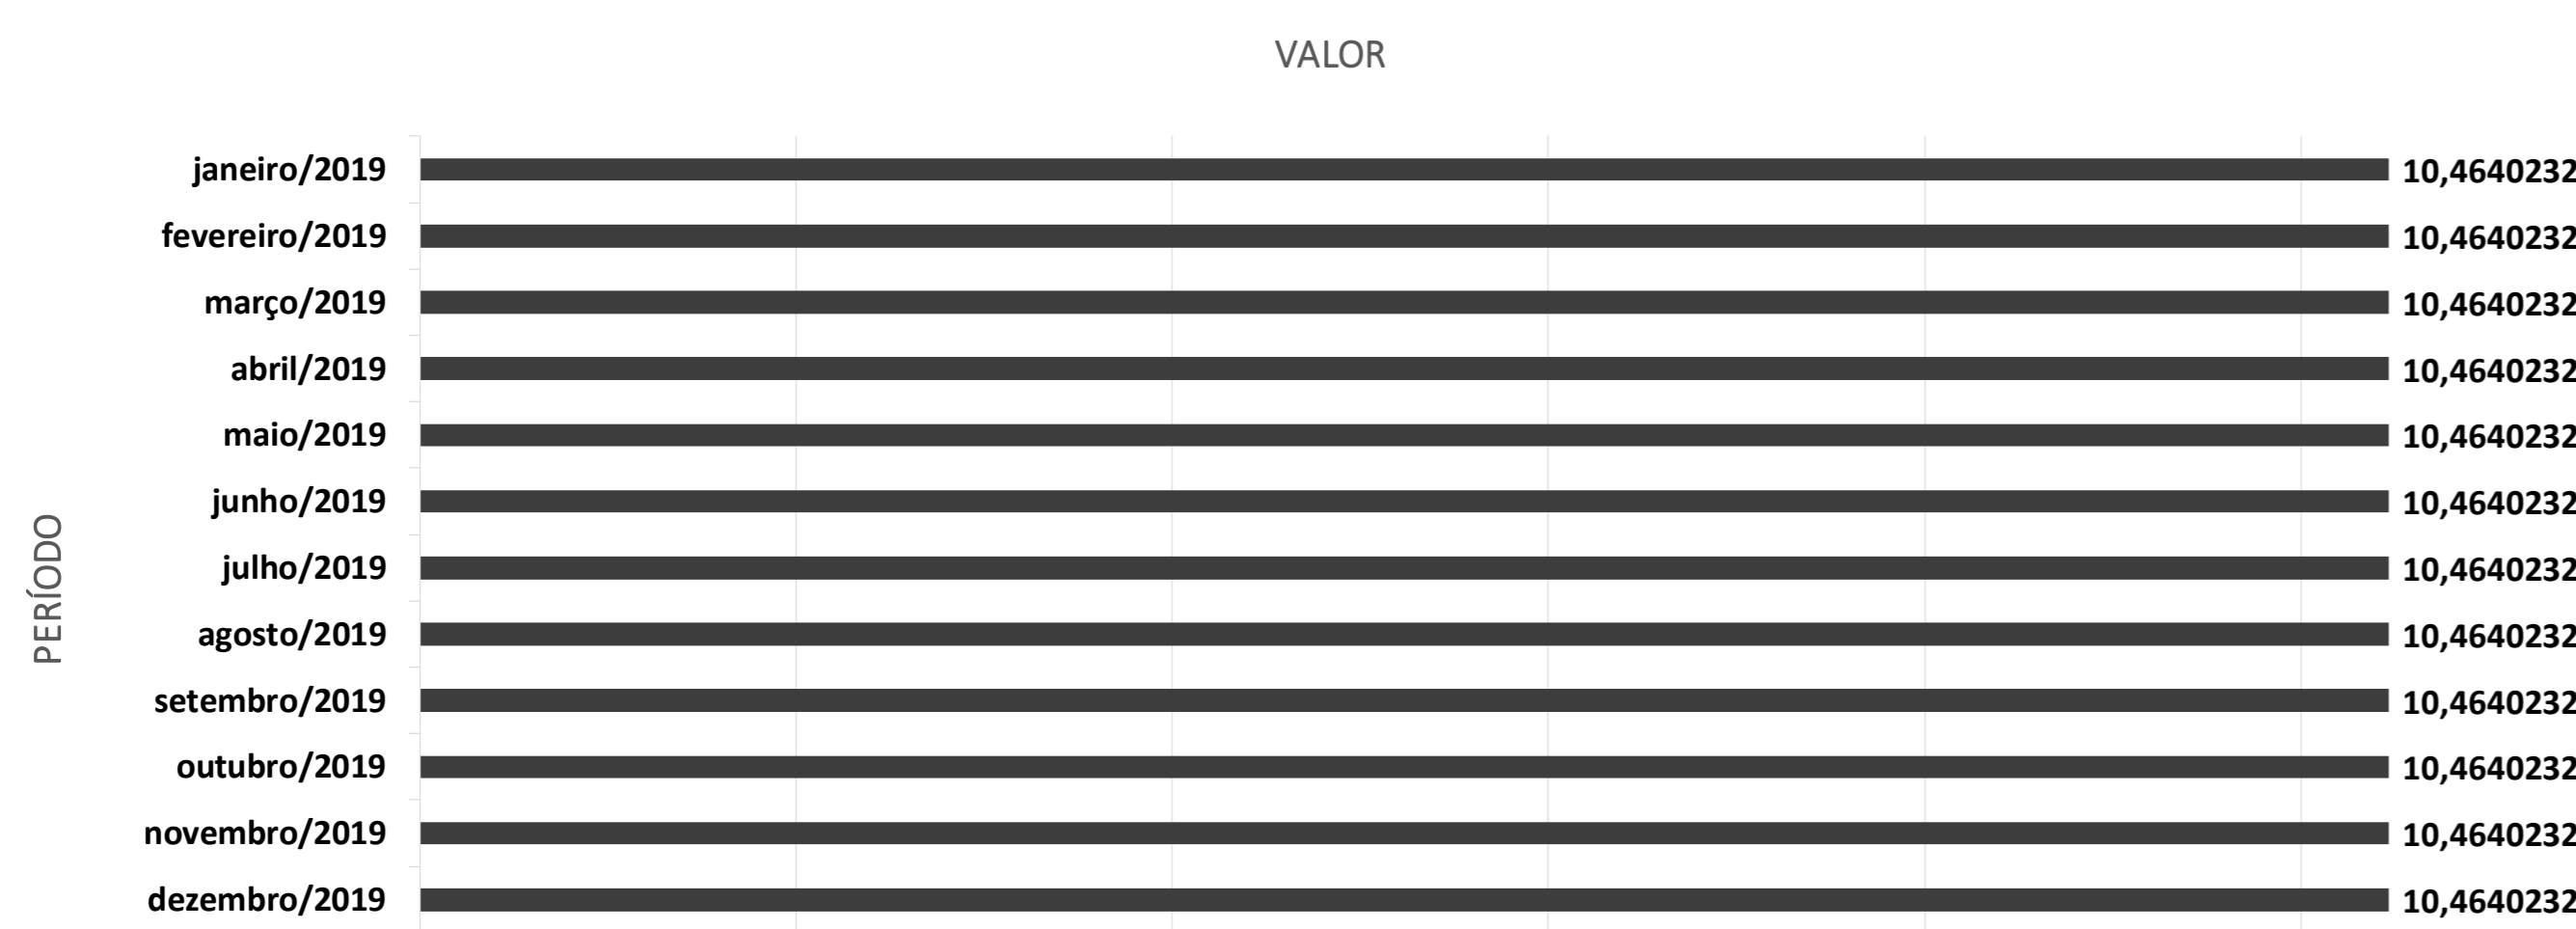 VALOR
janeiro/2019 10,4640232
fevereiro/2019 10,4640232
março/2019 10,4640232
abril/2019 10,4640232
maio/2019 10,4640232
junho/2019 10,4640232
PERÍODO
julho/2019 10,4640232
agosto/2019 10,4640232
setembro/2019 10,4640232
outubro/2019 10,4640232
novembro/2019 10,4640232
dezembro/2019 10,4640232